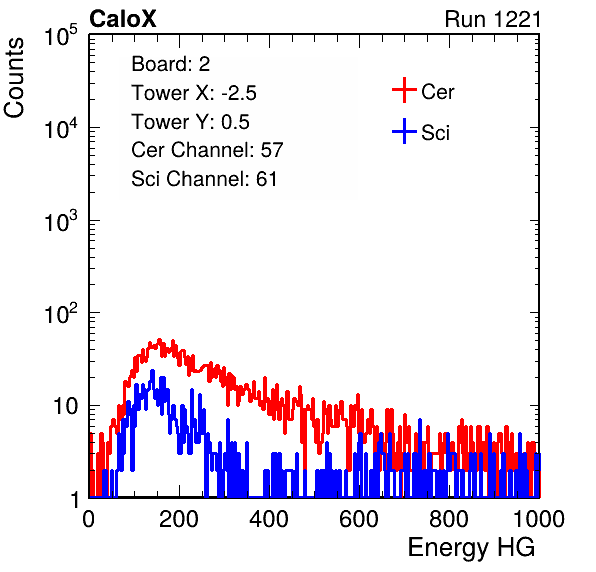 CaloX Run 1221
Counts
10^5
10^4
10^3
10^2
10
1
Board: 2
Tower X: -2.5
Tower Y: 0.5
Cer Channel: 57
Sci Channel: 61
Cer
Sci
0 200 400 600 800 1000
Energy HG